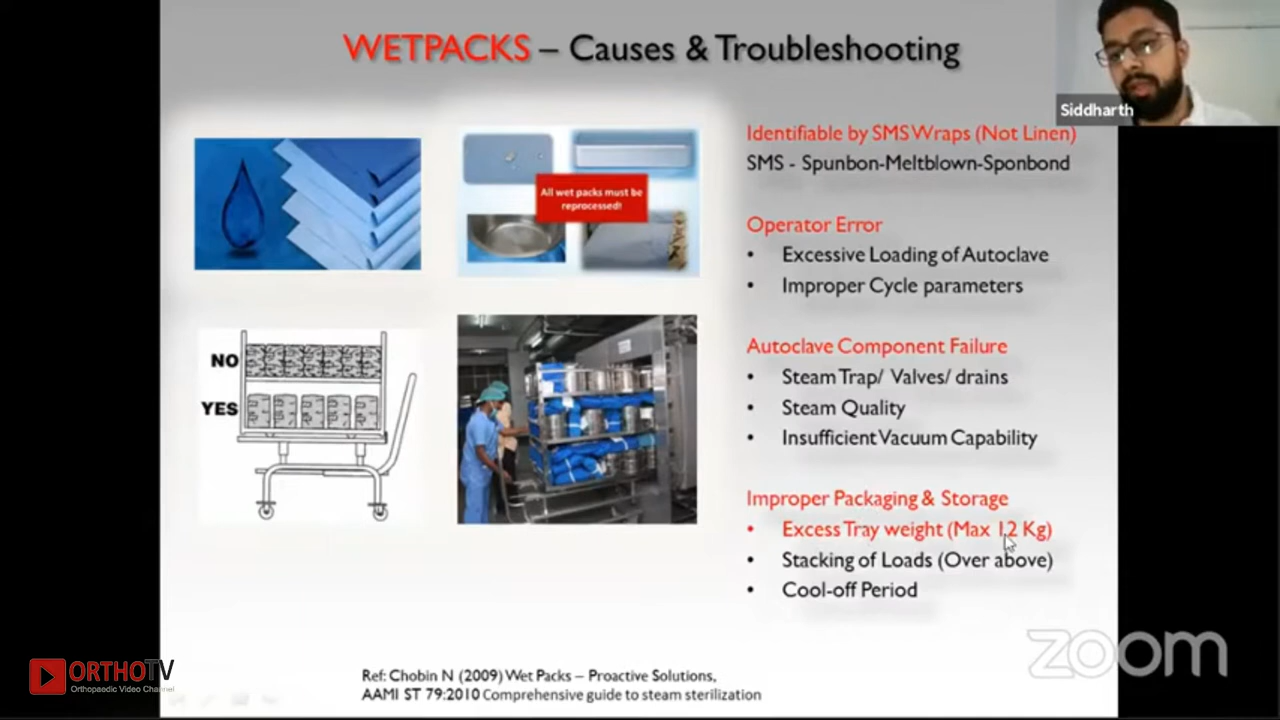 WETPACKS – Causes & Troubleshooting
Siddharth
Identifiable by SMS Wraps (Not Linen)
SMS - Spunbon-Meltblown-Sponbond
All wet packs must be
reprocessed!
Operator Error
• Excessive Loading of Autoclave
• Improper Cycle parameters
NO
YES
Autoclave Component Failure
• Steam Trap/ Valves/ drains
• Steam Quality
• Insufficient Vacuum Capability
Improper Packaging & Storage
• Excess Tray weight (Max 12 Kg)
• Stacking of Loads (Over above)
• Cool-off Period
zoom
ORTHOTV
Orthopaedic Video Channel
Ref: Chobin N (2009) Wet Packs – Proactive Solutions,
AAMI ST 79:2010 Comprehensive guide to steam sterilization